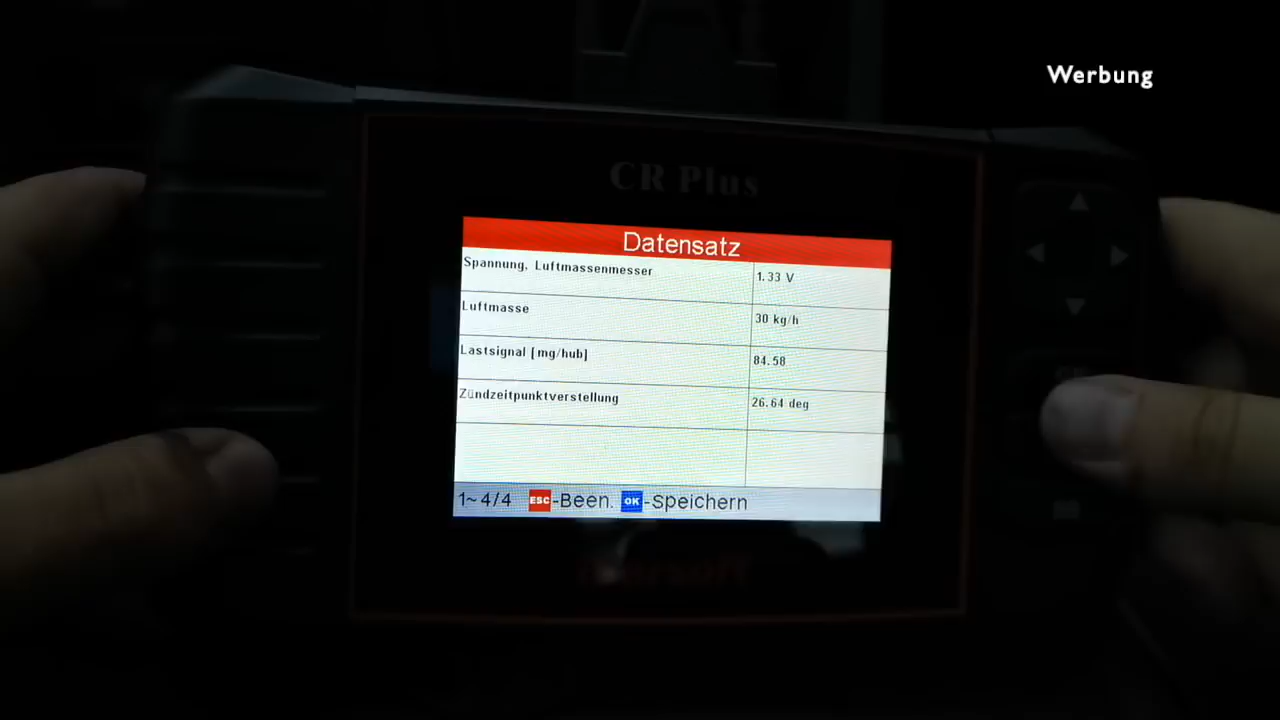 Werbung
CR Plus
Datensatz
Spannung, Luftmassenmesser 1.33 V
Luftmasse 30 kg/h
Lastsignal [mg/hub] 84.58
Zündzeitpunktverstellung 26.64 deg
1~4/4 ESC-Been. OK-Speichern